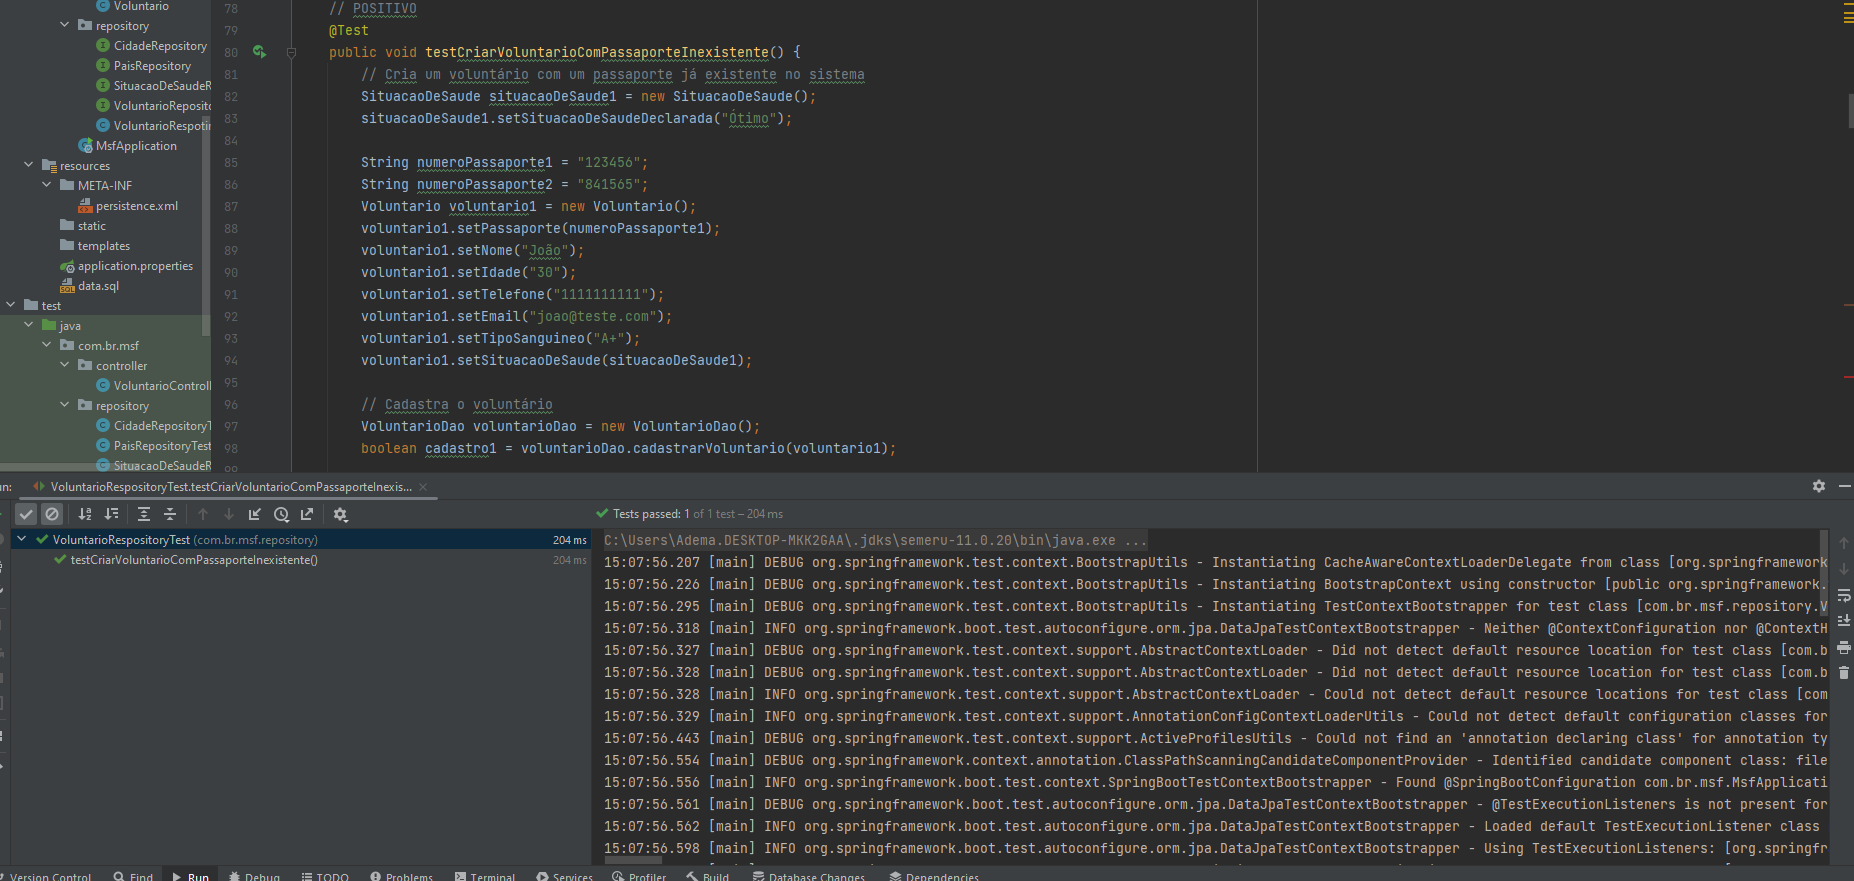 Voluntario
repository
CidadeRepository
PaisRepository
SituacaoDeSaudeR
VoluntarioReposito
VoluntarioRespotir
MsfApplication
resources
META-INF
persistence.xml
static
templates
application.properties
data.sql
test
java
com.br.msf
controller
VoluntarioControll
repository
CidadeRepositoryT
PaisRepositoryTest
SituacaoDeSaudeR
78 // POSITIVO
79 @Test
80 public void testCriarVoluntarioComPassaporteInexistente() {
81 // Cria um voluntário com um passaporte já existente no sistema
82 SituacaoDeSaude situacaoDeSaude1 = new SituacaoDeSaude();
83 situacaoDeSaude1.setSituacaoDeSaudeDeclarada("Ótimo");
84
85 String numeroPassaporte1 = "123456";
86 String numeroPassaporte2 = "841565";
87 Voluntario voluntario1 = new Voluntario();
88 voluntario1.setPassaporte(numeroPassaporte1);
89 voluntario1.setNome("João");
90 voluntario1.setIdade("30");
91 voluntario1.setTelefone("1111111111");
92 voluntario1.setEmail("joao@teste.com");
93 voluntario1.setTipoSanguineo("A+");
94 voluntario1.setSituacaoDeSaude(situacaoDeSaude1);
95
96 // Cadastra o voluntário
97 VoluntarioDao voluntarioDao = new VoluntarioDao();
98 boolean cadastro1 = voluntarioDao.cadastrarVoluntario(voluntario1);
99
un: VoluntarioRespositoryTest.testCriarVoluntarioComPassaporteInexis...
Tests passed: 1 of 1 test – 204 ms
VoluntarioRespositoryTest (com.br.msf.repository) 204 ms
testCriarVoluntarioComPassaporteInexistente() 204 ms
C:\Users\Adema.DESKTOP-MKK2GAA\.jdks\semeru-11.0.20\bin\java.exe ...
15:07:56.207 [main] DEBUG org.springframework.test.context.BootstrapUtils - Instantiating CacheAwareContextLoaderDelegate from class [org.springframework
15:07:56.226 [main] DEBUG org.springframework.test.context.BootstrapUtils - Instantiating BootstrapContext using constructor [public org.springframework.
15:07:56.295 [main] DEBUG org.springframework.test.context.BootstrapUtils - Instantiating TestContextBootstrapper for test class [com.br.msf.repository.V
15:07:56.318 [main] INFO org.springframework.boot.test.autoconfigure.orm.jpa.DataJpaTestContextBootstrapper - Neither @ContextConfiguration nor @ContextH
15:07:56.327 [main] DEBUG org.springframework.test.context.support.AbstractContextLoader - Did not detect default resource location for test class [com.b
15:07:56.328 [main] DEBUG org.springframework.test.context.support.AbstractContextLoader - Did not detect default resource location for test class [com.b
15:07:56.328 [main] INFO org.springframework.test.context.support.AbstractContextLoader - Could not detect default resource locations for test class [com
15:07:56.329 [main] INFO org.springframework.test.context.support.AnnotationConfigContextLoaderUtils - Could not detect default configuration classes for
15:07:56.443 [main] DEBUG org.springframework.test.context.support.ActiveProfilesUtils - Could not find an 'annotation declaring class' for annotation ty
15:07:56.554 [main] DEBUG org.springframework.context.annotation.ClassPathScanningCandidateComponentProvider - Identified candidate component class: file
15:07:56.556 [main] INFO org.springframework.boot.test.context.SpringBootTestContextBootstrapper - Found @SpringBootConfiguration com.br.msf.MsfApplicati
15:07:56.561 [main] DEBUG org.springframework.boot.test.autoconfigure.orm.jpa.DataJpaTestContextBootstrapper - @TestExecutionListeners is not present for
15:07:56.562 [main] INFO org.springframework.boot.test.autoconfigure.orm.jpa.DataJpaTestContextBootstrapper - Loaded default TestExecutionListener class
15:07:56.598 [main] INFO org.springframework.boot.test.autoconfigure.orm.jpa.DataJpaTestContextBootstrapper - Using TestExecutionListeners: [org.springfr
Version Control Find Run Debug TODO Problems Terminal Services Profiler Build Database Changes Dependencies